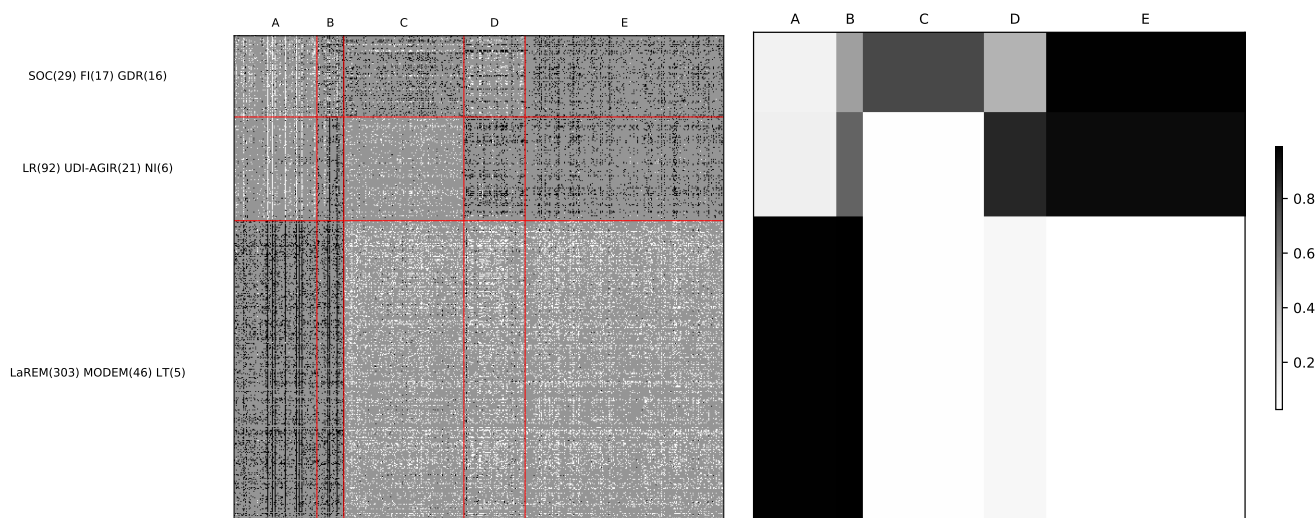 A B C D E
A B C D E
SOC(29) FI(17) GDR(16)
LR(92) UDI-AGIR(21) NI(6)
LaREM(303) MODEM(46) LT(5)
0.8
0.6
0.4
0.2